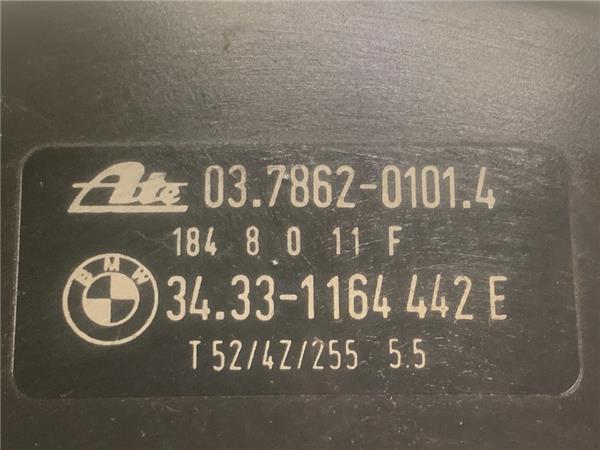 Ate 03.7862-0101.4
184 8 0 11 F
BMW 34.33-1164 442 E
T 52/4Z/255 5.5